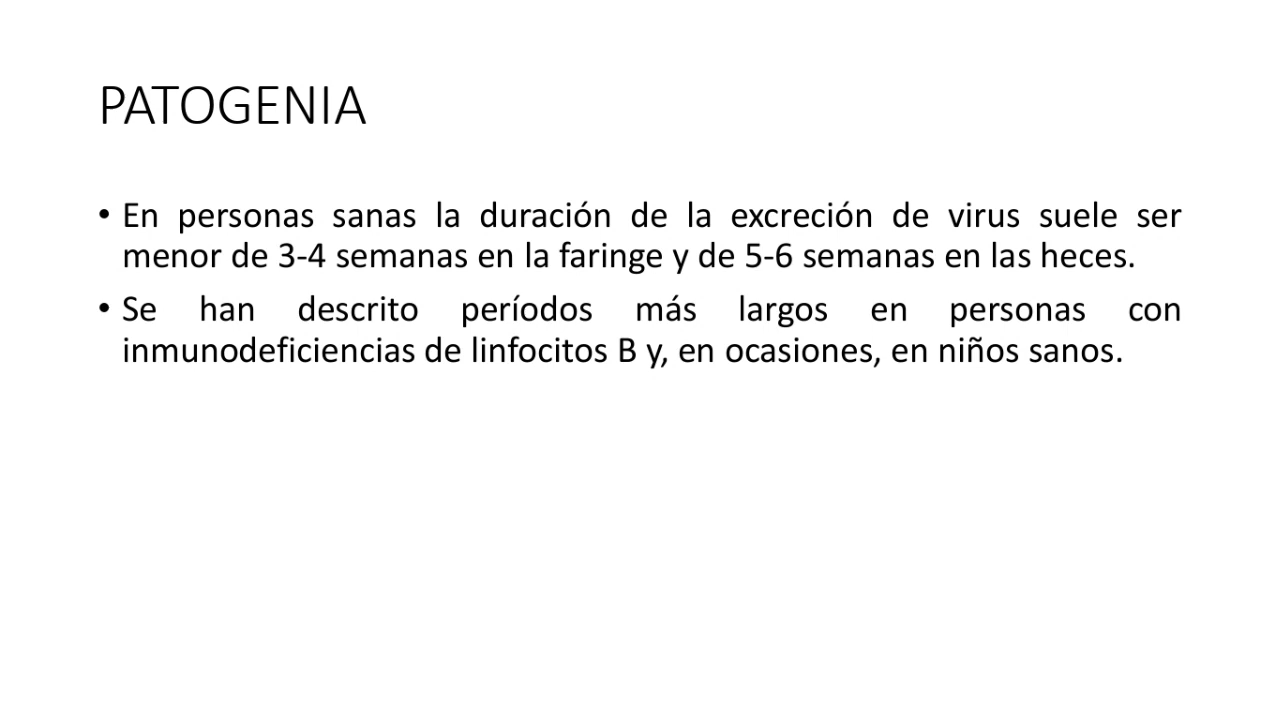 PATOGENIA
• En personas sanas la duración de la excreción de virus suele ser
menor de 3-4 semanas en la faringe y de 5-6 semanas en las heces.
• Se han descrito períodos más largos en personas con
inmunodeficiencias de linfocitos B y, en ocasiones, en niños sanos.